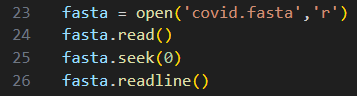 23 fasta = open('covid.fasta','r')
24 fasta.read()
25 fasta.seek(0)
26 fasta.readline()